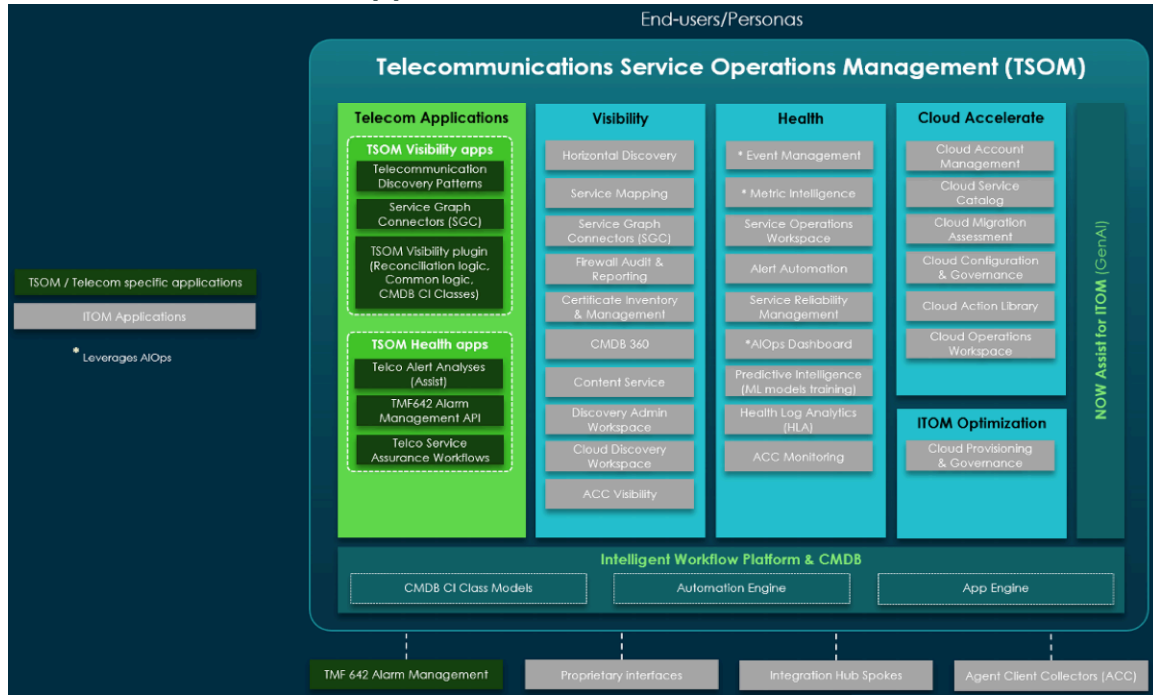 End-users/Personas
Telecommunications Service Operations Management (TSOM)
Telecom Applications
TSOM Visibility apps
Telecommunication
Discovery Patterns
Service Graph
Connectors (SGC)
TSOM Visibility plugin
(Reconciliation logic,
Common logic,
CMDB CI Classes)
TSOM Health apps
Telco Alert Analyses
(Assist)
TMF642 Alarm
Management API
Telco Service
Assurance Workflows
Visibility
Horizontal Discovery
Service Mapping
Service Graph
Connectors (SGC)
Firewall Audit &
Reporting
Certificate Inventory
& Management
CMDB 360
Content Service
Discovery Admin
Workspace
Cloud Discovery
Workspace
ACC Visibility
Health
* Event Management
* Metric Intelligence
Service Operations
Workspace
Alert Automation
Service Reliability
Management
*AIOps Dashboard
Predictive Intelligence
(ML models training)
Health Log Analytics
(HLA)
ACC Monitoring
Cloud Accelerate
Cloud Account
Management
Cloud Service
Catalog
Cloud Migration
Assessment
Cloud Configuration
& Governance
Cloud Action Library
Cloud Operations
Workspace
ITOM Optimization
Cloud Provisioning
& Governance
NOW Assist for ITOM (GenAI)
TSOM / Telecom specific applications
ITOM Applications
* Leverages AIOps
Intelligent Workflow Platform & CMDB
CMDB CI Class Models
Automation Engine
App Engine
TMF 642 Alarm Management
Proprietary interfaces
Integration Hub Spokes
Agent Client Collectors (ACC)